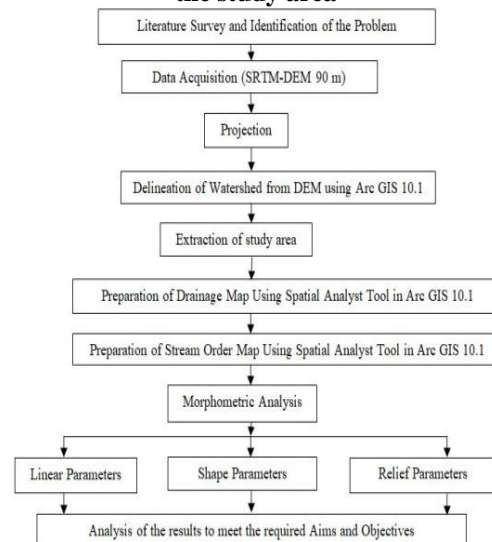 the study area
Literature Survey and Identification of the Problem
Data Acquisition (SRTM-DEM 90 m)
Projection
Delineation of Watershed from DEM using Arc GIS 10.1
Extraction of study area
Preparation of Drainage Map Using Spatial Analyst Tool in Arc GIS 10.1
Preparation of Stream Order Map Using Spatial Analyst Tool in Arc GIS 10.1
Morphometric Analysis
Linear Parameters
Shape Parameters
Relief Parameters
Analysis of the results to meet the required Aims and Objectives